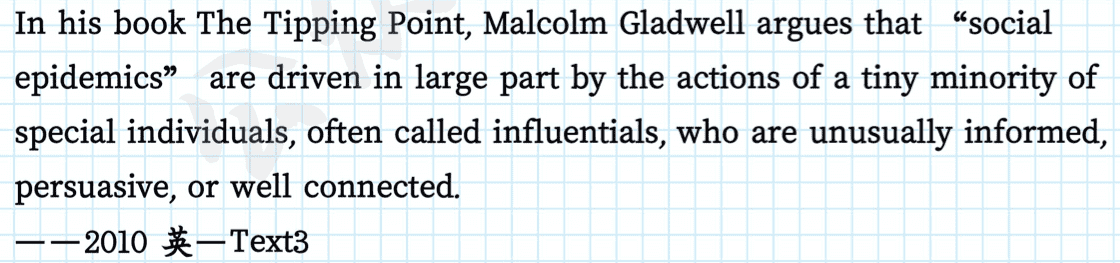 In his book The Tipping Point, Malcolm Gladwell argues that “social
epidemics” are driven in large part by the actions of a tiny minority of
special individuals, often called influentials, who are unusually informed,
persuasive, or well connected.
——2010 英一Text3